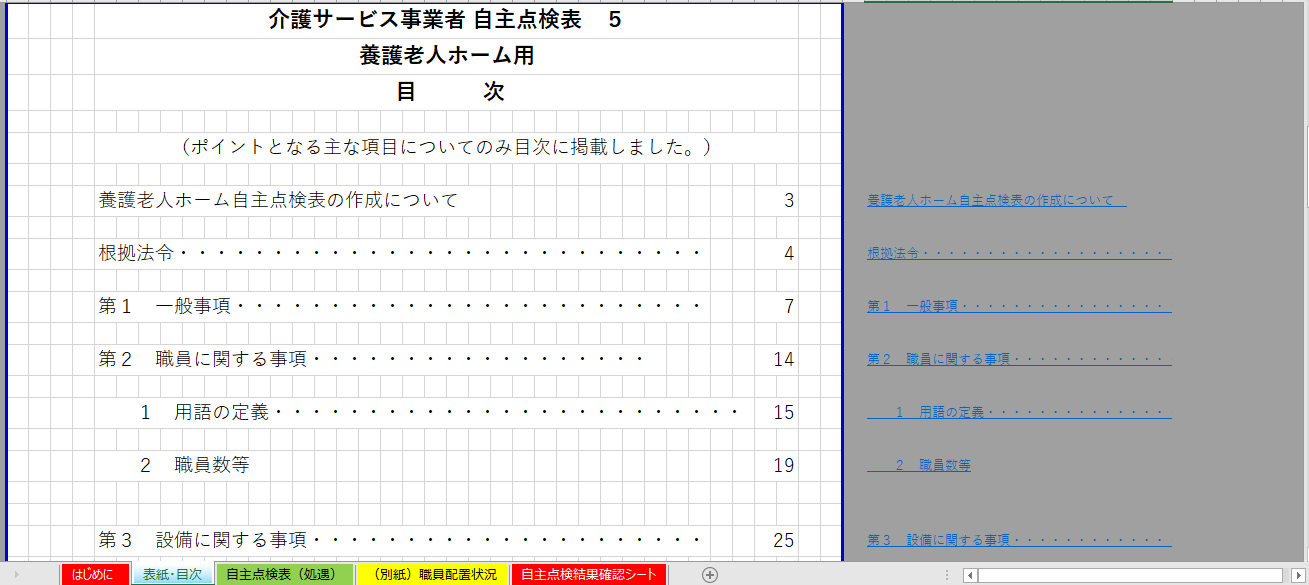 介護サービス事業者 自主点検表　５
養護老人ホーム用
目　　　次
（ポイントとなる主な項目についてのみ目次に掲載しました。）
養護老人ホーム自主点検表の作成について　3　養護老人ホーム自主点検表の作成について
根拠法令・・・・・・・・・・・・・・・・・・・・・・・・・・・・　4　根拠法令・・・・・・・・・・・・・・・・・・・
第１　一般事項・・・・・・・・・・・・・・・・・・・・・・・・・　7　第１　一般事項・・・・・・・・・・・・・・・・
第２　職員に関する事項・・・・・・・・・・・・・・・・・・　14　第２　職員に関する事項・・・・・・・・・・・・
1　用語の定義・・・・・・・・・・・・・・・・・・・・・・・・・　15　1　用語の定義・・・・・・・・・・・・・・
2　職員数等　19　2　職員数等
第３　設備に関する事項・・・・・・・・・・・・・・・・・・・・・　25　第３　設備に関する事項・・・・・・・・・・・・
はじめに　表紙・目次　自主点検表（処遇）　（別紙）職員配置状況　自主点検結果確認シート